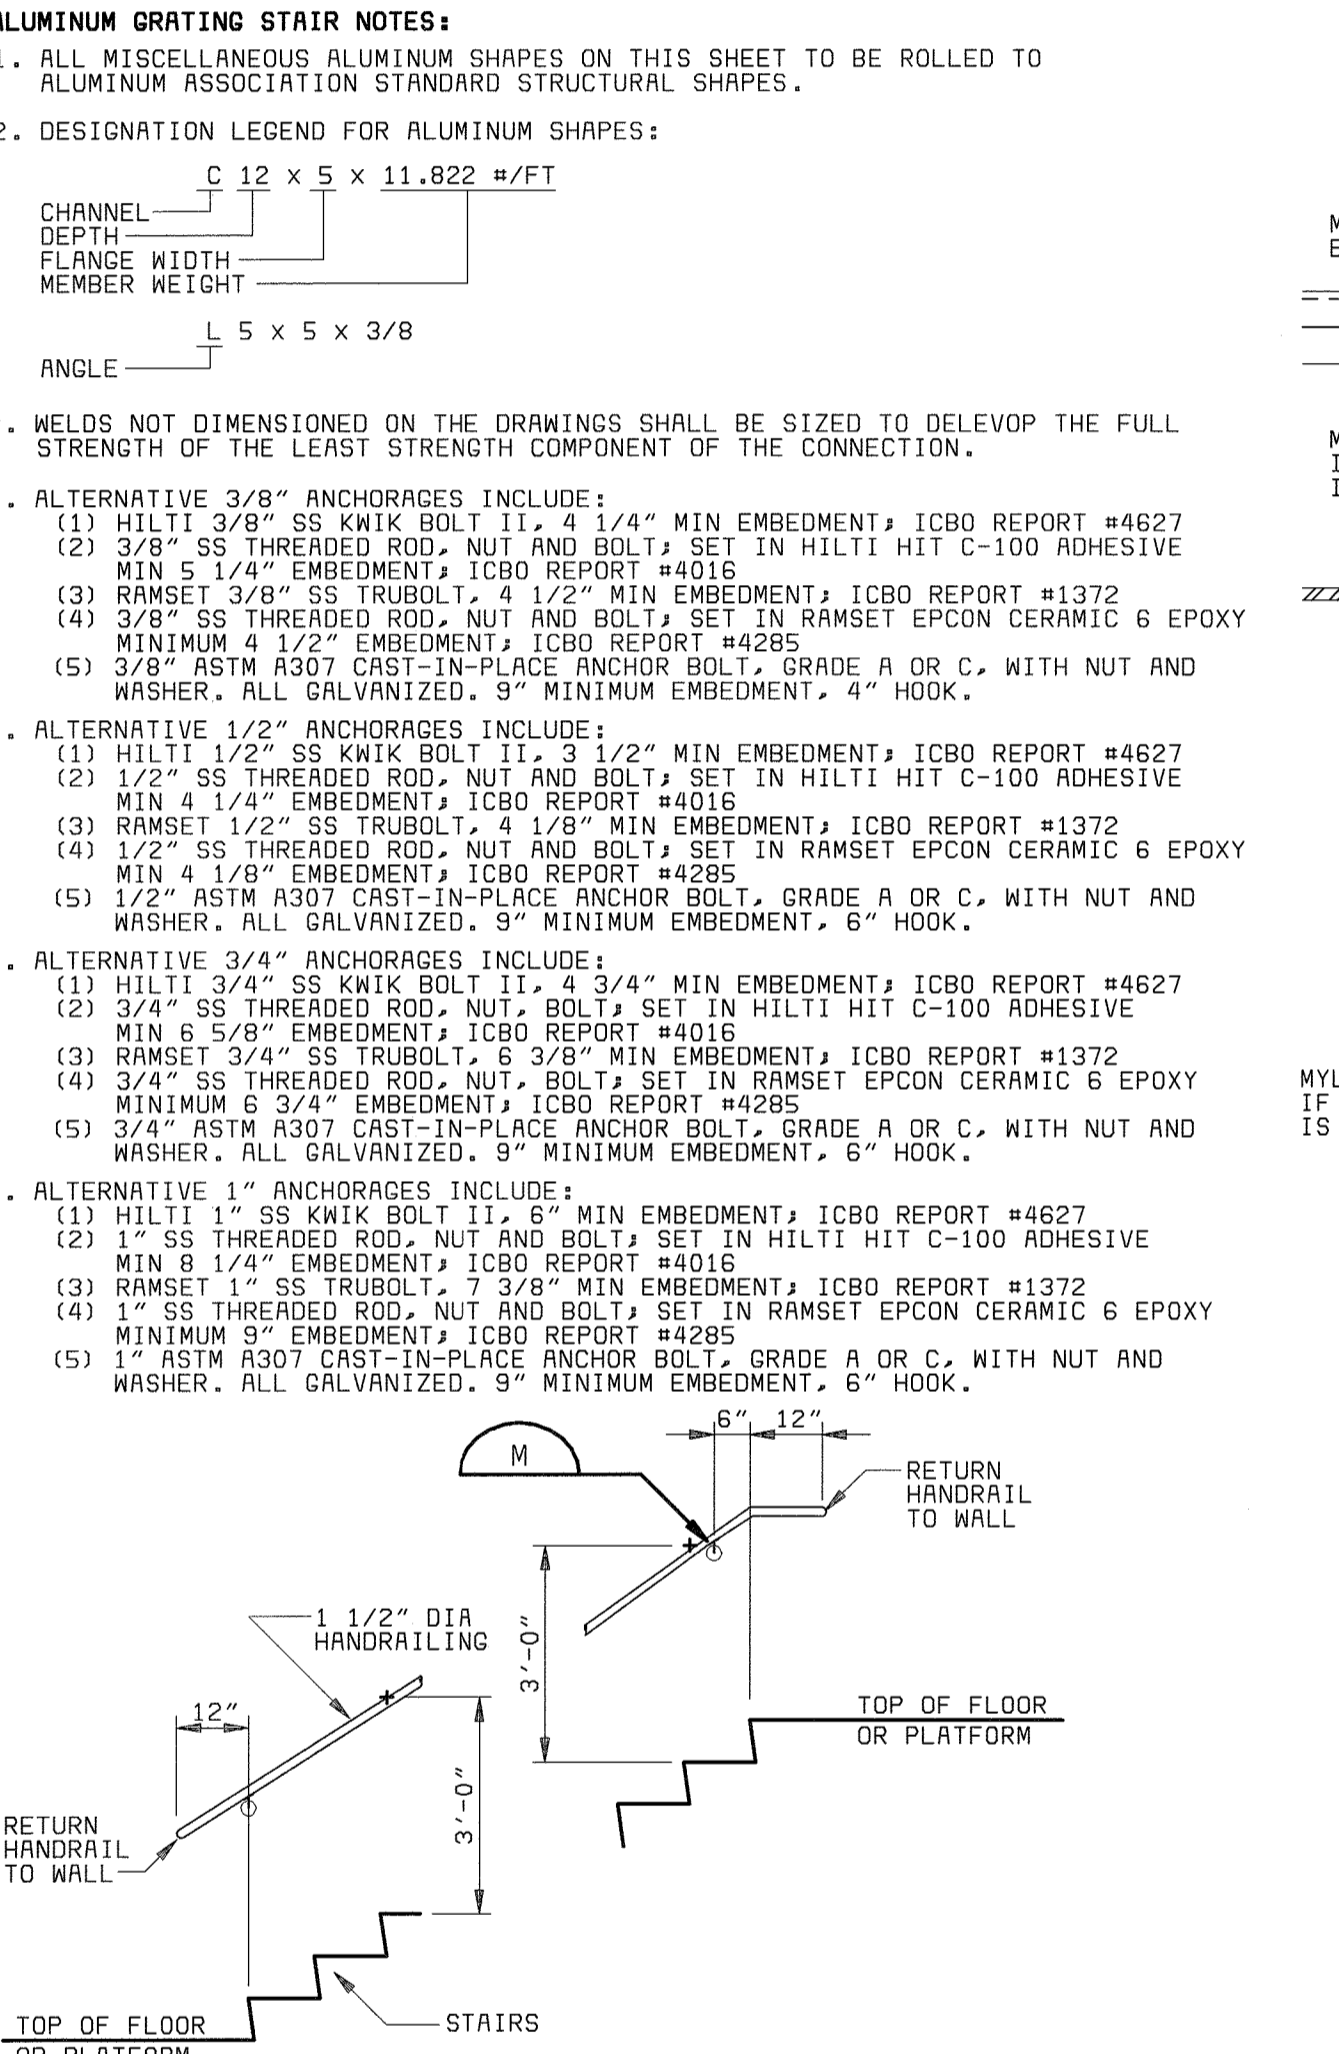 ALUMINUM GRATING STAIR NOTES:
1. ALL MISCELLANEOUS ALUMINUM SHAPES ON THIS SHEET TO BE ROLLED TO
ALUMINUM ASSOCIATION STANDARD STRUCTURAL SHAPES.
2. DESIGNATION LEGEND FOR ALUMINUM SHAPES:
C 12 x 5 x 11.822 #/FT
CHANNEL
DEPTH
FLANGE WIDTH
MEMBER WEIGHT
L 5 x 5 x 3/8
ANGLE
. WELDS NOT DIMENSIONED ON THE DRAWINGS SHALL BE SIZED TO DELEVOP THE FULL
STRENGTH OF THE LEAST STRENGTH COMPONENT OF THE CONNECTION.
. ALTERNATIVE 3/8" ANCHORAGES INCLUDE:
(1) HILTI 3/8" SS KWIK BOLT II, 4 1/4" MIN EMBEDMENT; ICBO REPORT #4627
(2) 3/8" SS THREADED ROD, NUT AND BOLT; SET IN HILTI HIT C-100 ADHESIVE
MIN 5 1/4" EMBEDMENT; ICBO REPORT #4016
(3) RAMSET 3/8" SS TRUBOLT, 4 1/2" MIN EMBEDMENT; ICBO REPORT #1372
(4) 3/8" SS THREADED ROD, NUT AND BOLT; SET IN RAMSET EPCON CERAMIC 6 EPOXY
MINIMUM 4 1/2" EMBEDMENT; ICBO REPORT #4285
(5) 3/8" ASTM A307 CAST-IN-PLACE ANCHOR BOLT, GRADE A OR C, WITH NUT AND
WASHER. ALL GALVANIZED. 9" MINIMUM EMBEDMENT, 4" HOOK.
. ALTERNATIVE 1/2" ANCHORAGES INCLUDE:
(1) HILTI 1/2" SS KWIK BOLT II, 3 1/2" MIN EMBEDMENT; ICBO REPORT #4627
(2) 1/2" SS THREADED ROD, NUT AND BOLT; SET IN HILTI HIT C-100 ADHESIVE
MIN 4 1/4" EMBEDMENT; ICBO REPORT #4016
(3) RAMSET 1/2" SS TRUBOLT, 4 1/8" MIN EMBEDMENT; ICBO REPORT #1372
(4) 1/2" SS THREADED ROD, NUT AND BOLT; SET IN RAMSET EPCON CERAMIC 6 EPOXY
MIN 4 1/8" EMBEDMENT; ICBO REPORT #4285
(5) 1/2" ASTM A307 CAST-IN-PLACE ANCHOR BOLT, GRADE A OR C, WITH NUT AND
WASHER. ALL GALVANIZED. 9" MINIMUM EMBEDMENT, 6" HOOK.
. ALTERNATIVE 3/4" ANCHORAGES INCLUDE:
(1) HILTI 3/4" SS KWIK BOLT II, 4 3/4" MIN EMBEDMENT; ICBO REPORT #4627
(2) 3/4" SS THREADED ROD, NUT, BOLT; SET IN HILTI HIT C-100 ADHESIVE
MIN 6 5/8" EMBEDMENT; ICBO REPORT #4016
(3) RAMSET 3/4" SS TRUBOLT, 6 3/8" MIN EMBEDMENT; ICBO REPORT #1372
(4) 3/4" SS THREADED ROD, NUT, BOLT; SET IN RAMSET EPCON CERAMIC 6 EPOXY
MINIMUM 6 3/4" EMBEDMENT; ICBO REPORT #4285
(5) 3/4" ASTM A307 CAST-IN-PLACE ANCHOR BOLT, GRADE A OR C, WITH NUT AND
WASHER. ALL GALVANIZED. 9" MINIMUM EMBEDMENT, 6" HOOK.
. ALTERNATIVE 1" ANCHORAGES INCLUDE:
(1) HILTI 1" SS KWIK BOLT II, 6" MIN EMBEDMENT; ICBO REPORT #4627
(2) 1" SS THREADED ROD, NUT AND BOLT; SET IN HILTI HIT C-100 ADHESIVE
MIN 8 1/4" EMBEDMENT; ICBO REPORT #4016
(3) RAMSET 1" SS TRUBOLT, 7 3/8" MIN EMBEDMENT; ICBO REPORT #1372
(4) 1" SS THREADED ROD, NUT AND BOLT; SET IN RAMSET EPCON CERAMIC 6 EPOXY
MINIMUM 9" EMBEDMENT; ICBO REPORT #4285
(5) 1" ASTM A307 CAST-IN-PLACE ANCHOR BOLT, GRADE A OR C, WITH NUT AND
WASHER. ALL GALVANIZED. 9" MINIMUM EMBEDMENT, 6" HOOK.
MYL
IF
IS
6" 12"
M
RETURN
HANDRAIL
TO WALL
3'-0"
TOP OF FLOOR
OR PLATFORM
1 1/2" DIA
HANDRAILING
12"
3'-0"
RETURN
HANDRAIL
TO WALL
STAIRS
TOP OF FLOOR
OR PLATFORM